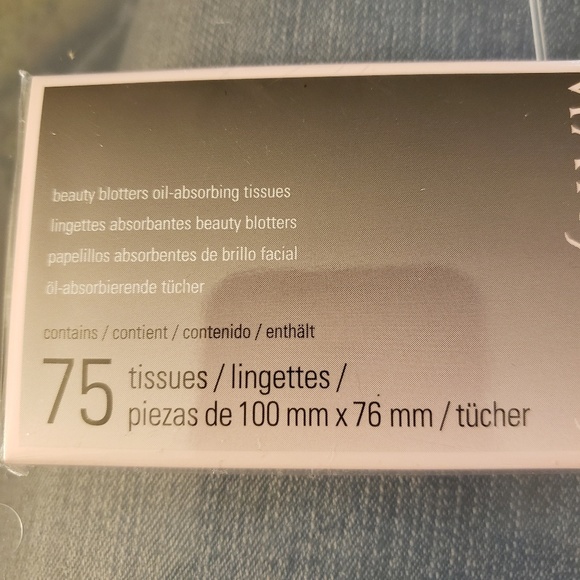 beauty blotters oil-absorbing tissues
lingettes absorbantes beauty blotters
papelillos absorbentes de brillo facial
öl-absorbierende tücher
contains / contient / contenido / enthält
75 tissues / lingettes /
piezas de 100 mm x 76 mm / tücher